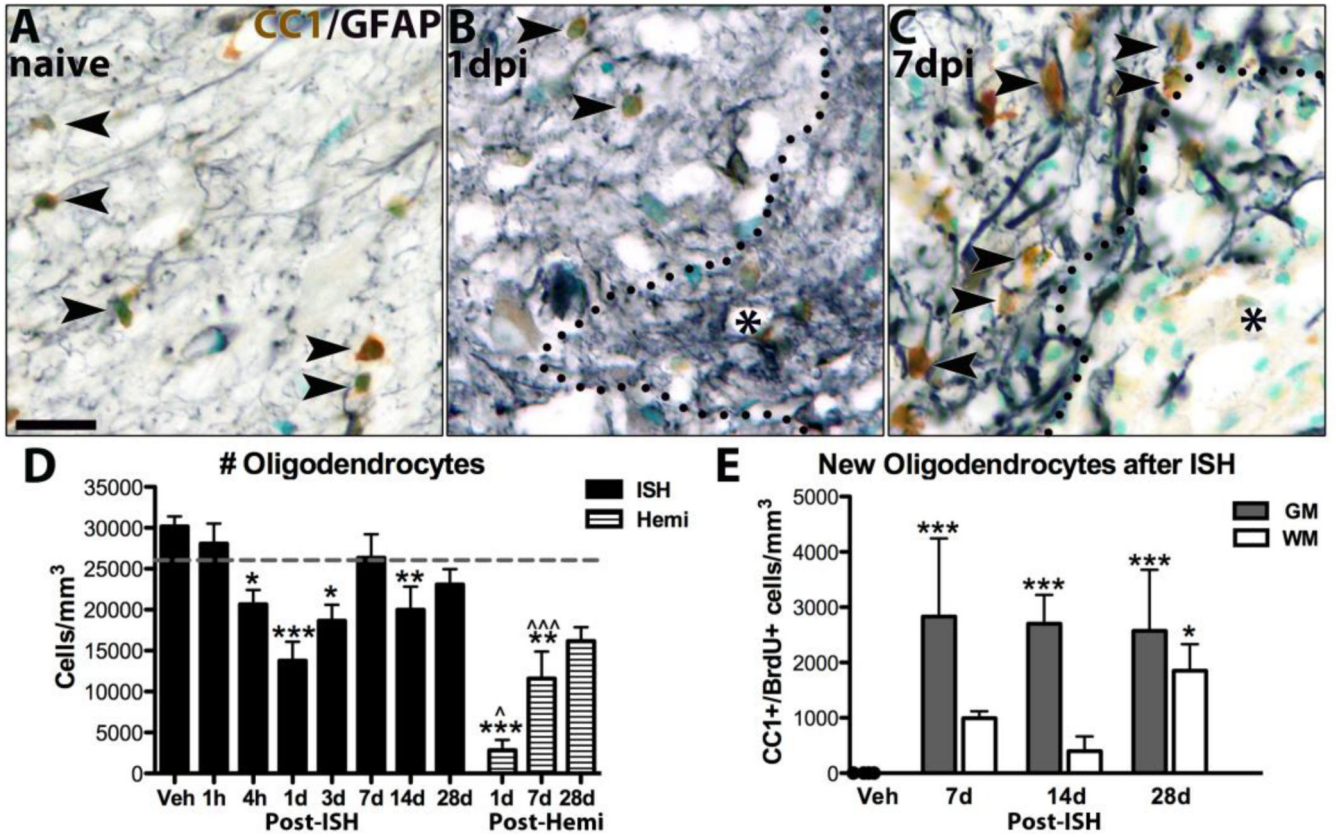 A
naive
CC1/GFAP
B
1dpi
C
7dpi
*
*
D
# Oligodendrocytes
35000
30000
25000
20000
15000
10000
5000
0
Cells/mm³
ISH
Hemi
*
***
*
**
^
***
^^^
**
Veh 1h 4h 1d 3d 7d 14d 28d 1d 7d 28d
Post-ISH Post-Hemi
E
New Oligodendrocytes after ISH
5000
4000
3000
2000
1000
0
CC1+/BrdU+ cells/mm³
GM
WM
***
***
***
*
Veh 7d 14d 28d
Post-ISH